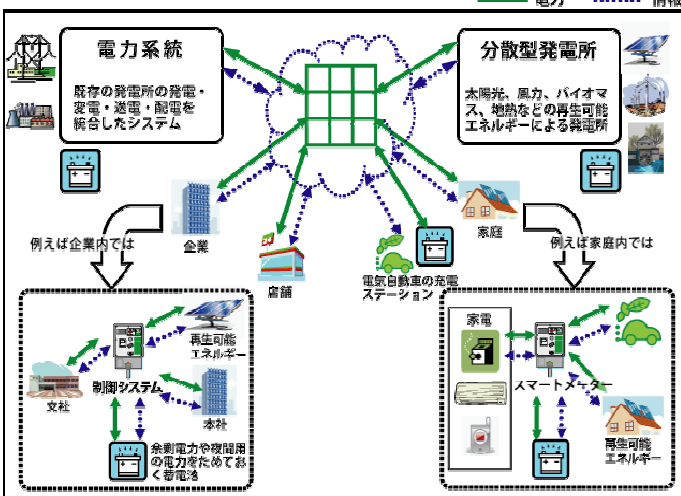 電力 情報
電力系統
既存の発電所の発電・
変電・送電・配電を
統合したシステム
分散型発電所
太陽光、風力、バイオマ
ス、地熱などの再生可能
エネルギーによる発電所
例えば企業内では
企業
店舗
電気自動車の充電
ステーション
家庭
例えば家庭内では
再生可能
エネルギー
支社
制御システム
本社
余剰電力や夜間用
の電力をためてお
く蓄電池
家電
スマートメーター
再生可能
エネルギー